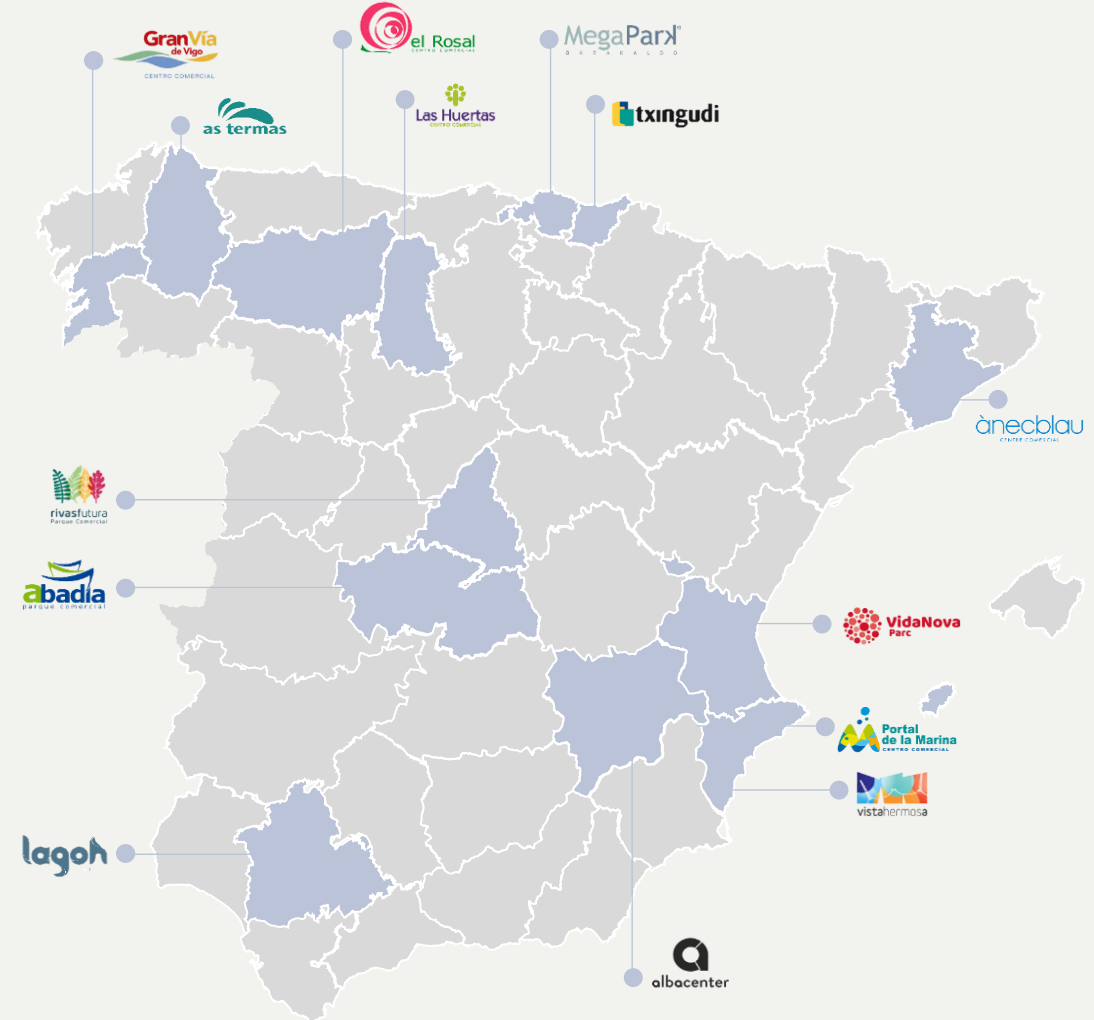 GranVía
de Vigo
CENTRO COMERCIAL
as termas
el Rosal
CENTRO COMERCIAL
Las Huertas
CENTRO COMERCIAL
MegaPark
BARAKALDO
txingudi
ànecblau
CENTRE COMERCIAL
rivasfutura
Parque Comercial
abadía
parque comercial
VidaNova
Parc
Portal
de la Marina
CENTRO COMERCIAL
vistahermosa
lagoh
albacenter